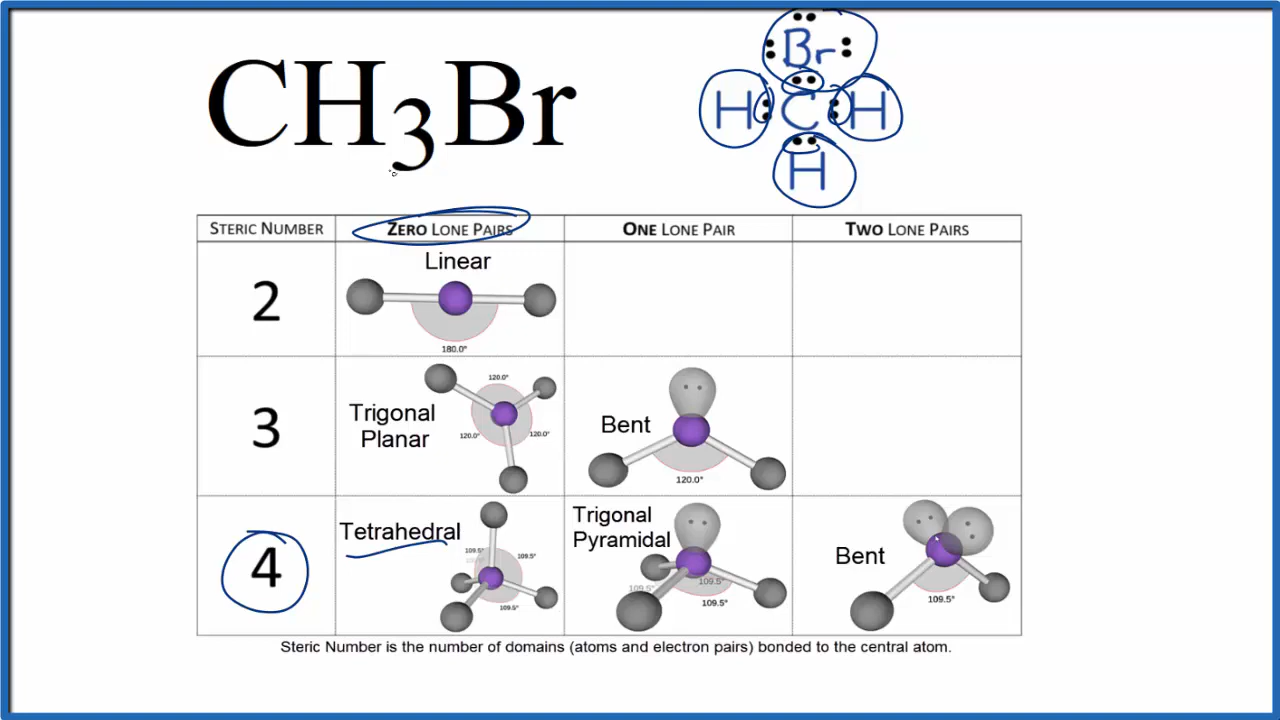 CH3Br
Br
H C H
H
STERIC NUMBER ZERO LONE PAIRS ONE LONE PAIR TWO LONE PAIRS
2
Linear
180.0°
3
Trigonal
Planar
120.0°
120.0°
120.0°
Bent
120.0°
4
Tetrahedral
109.5°
109.5°
109.5°
Trigonal
Pyramidal
109.5°
109.5°
109.5°
Bent
109.5°
Steric Number is the number of domains (atoms and electron pairs) bonded to the central atom.